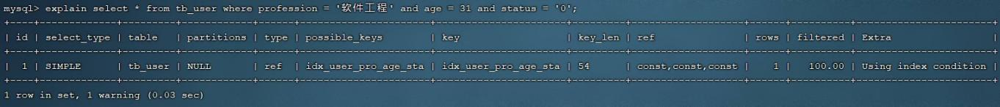 mysql> explain select * from tb_user where profession = '软件工程' and age = 31 and status = '0';
+----+-------------+---------+------------+------+----------------------+----------------------+---------+-------------------+------+----------+-----------------------+
| id | select_type | table | partitions | type | possible_keys | key | key_len | ref | rows | filtered | Extra |
+----+-------------+---------+------------+------+----------------------+----------------------+---------+-------------------+------+----------+-----------------------+
| 1 | SIMPLE | tb_user | NULL | ref | idx_user_pro_age_sta | idx_user_pro_age_sta | 54 | const,const,const | 1 | 100.00 | Using index condition |
+----+-------------+---------+------------+------+----------------------+----------------------+---------+-------------------+------+----------+-----------------------+
1 row in set, 1 warning (0.03 sec)